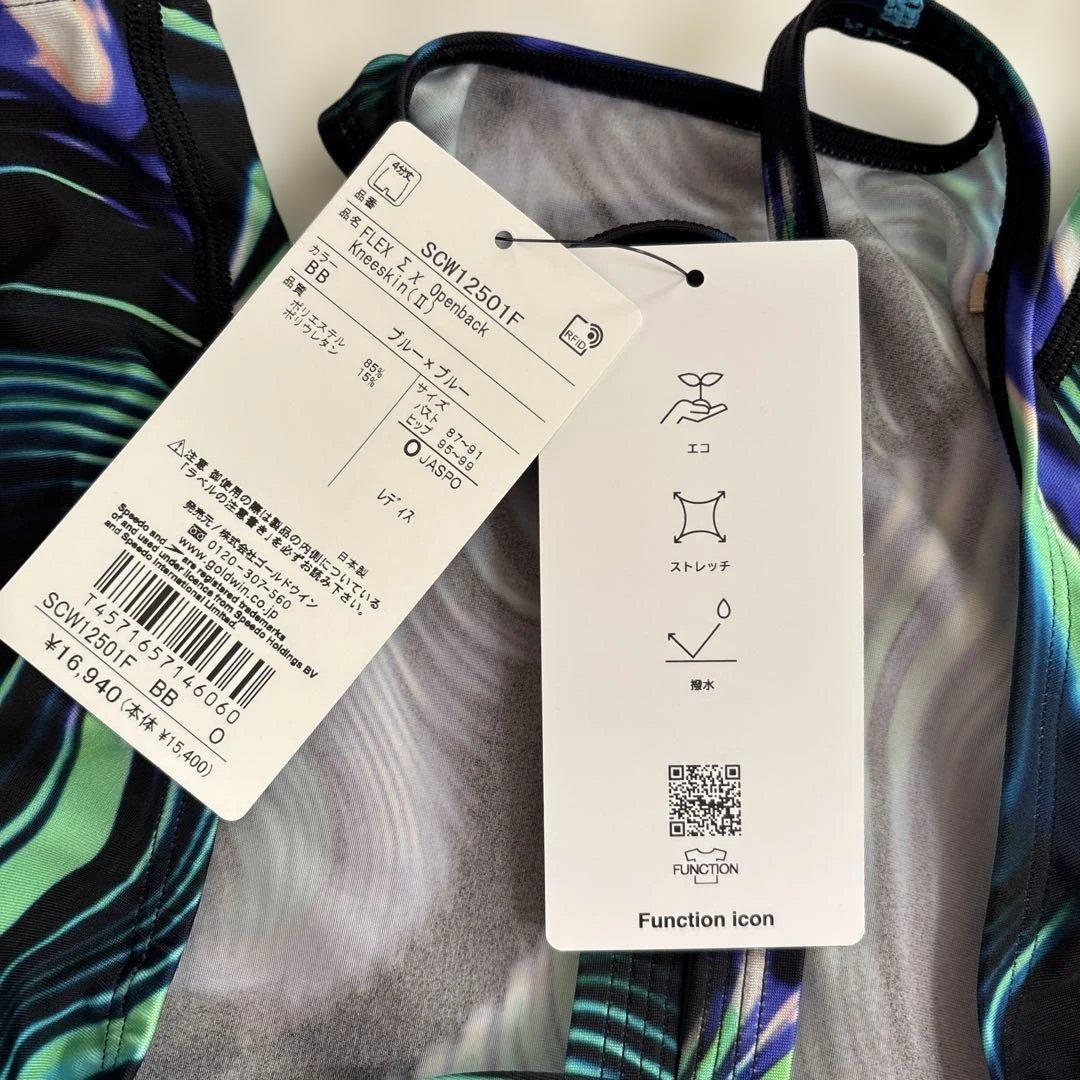 4分丈
品番 SCW12501F
品名 FLEX Σχ Openback
Kneeskin(Ⅱ)
RFID
カラー
BB ブルー×ブルー
品質
ポリエステル 85%
ポリウレタン 15%
サイズ
バスト 87~91
ヒップ 95~99
O JASPO
レディス
⚠注意 御使用の際は製品の内側についている
「ラベルの注意書き」を必ずお読み下さい。
日本製
発売元/株式会社ゴールドウイン
0120-307-560
www.goldwin.co.jp
Speedo and are registered trademarks
of and used under licence from Speedo Holdings BV
and Speedo International Limited.
T4571657146060
SCW12501F BB O
¥16,940(本体 ¥15,400)
エコ
ストレッチ
撥水
FUNCTION
Function icon